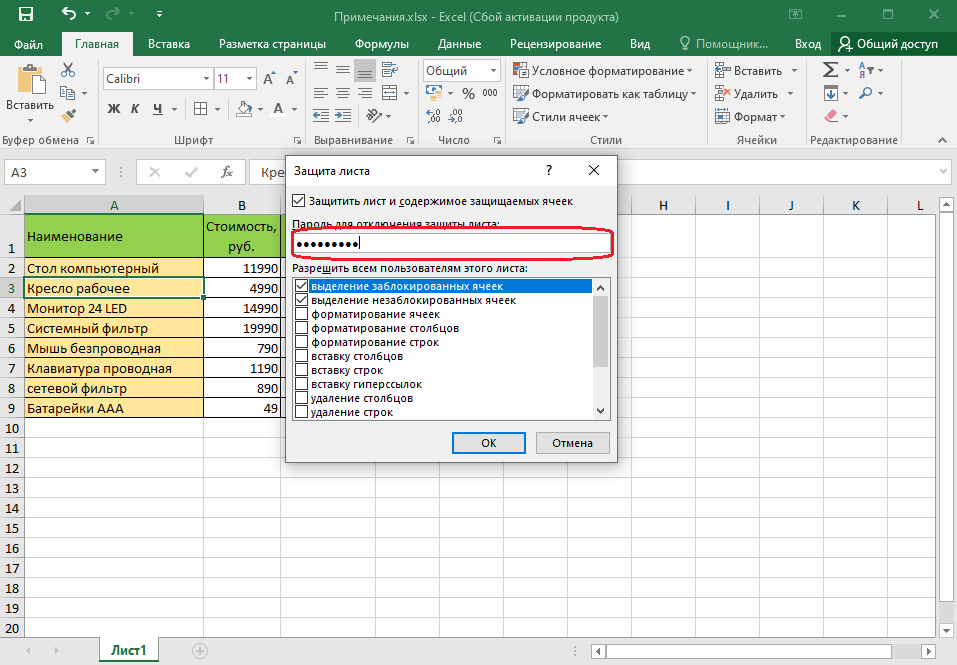 Примечания.xlsx - Excel (Сбой активации продукта)
Файл Главная Вставка Разметка страницы Формулы Данные Рецензирование Вид Помощник... Вход Общий доступ
Вставить
Calibri 11
Ж К Ч А
Общий
% 000
Условное форматирование
Форматировать как таблицу
Стили ячеек
Вставить
Удалить
Формат
Буфер обмена Шрифт Выравнивание Число Стили Ячейки Редактирование
A3 fx Кре
A B H I J K L
1 Наименование Стоимость, руб.
2 Стол компьютерный 11990
3 Кресло рабочее 4990
4 Монитор 24 LED 14990
5 Системный фильтр 19990
6 Мышь безпроводная 790
7 Клавиатура проводная 1190
8 сетевой фильтр 890
9 Батарейки ААА 49
10
11
12
13
14
15
16
17
18
19
20
Защита листа ?
Защитить лист и содержимое защищаемых ячеек
Пароль для отключения защиты листа:
•••••••••
Разрешить всем пользователям этого листа:
выделение заблокированных ячеек
выделение незаблокированных ячеек
форматирование ячеек
форматирование столбцов
форматирование строк
вставку столбцов
вставку строк
вставку гиперссылок
удаление столбцов
удаление строк
ОК Отмена
Лист1